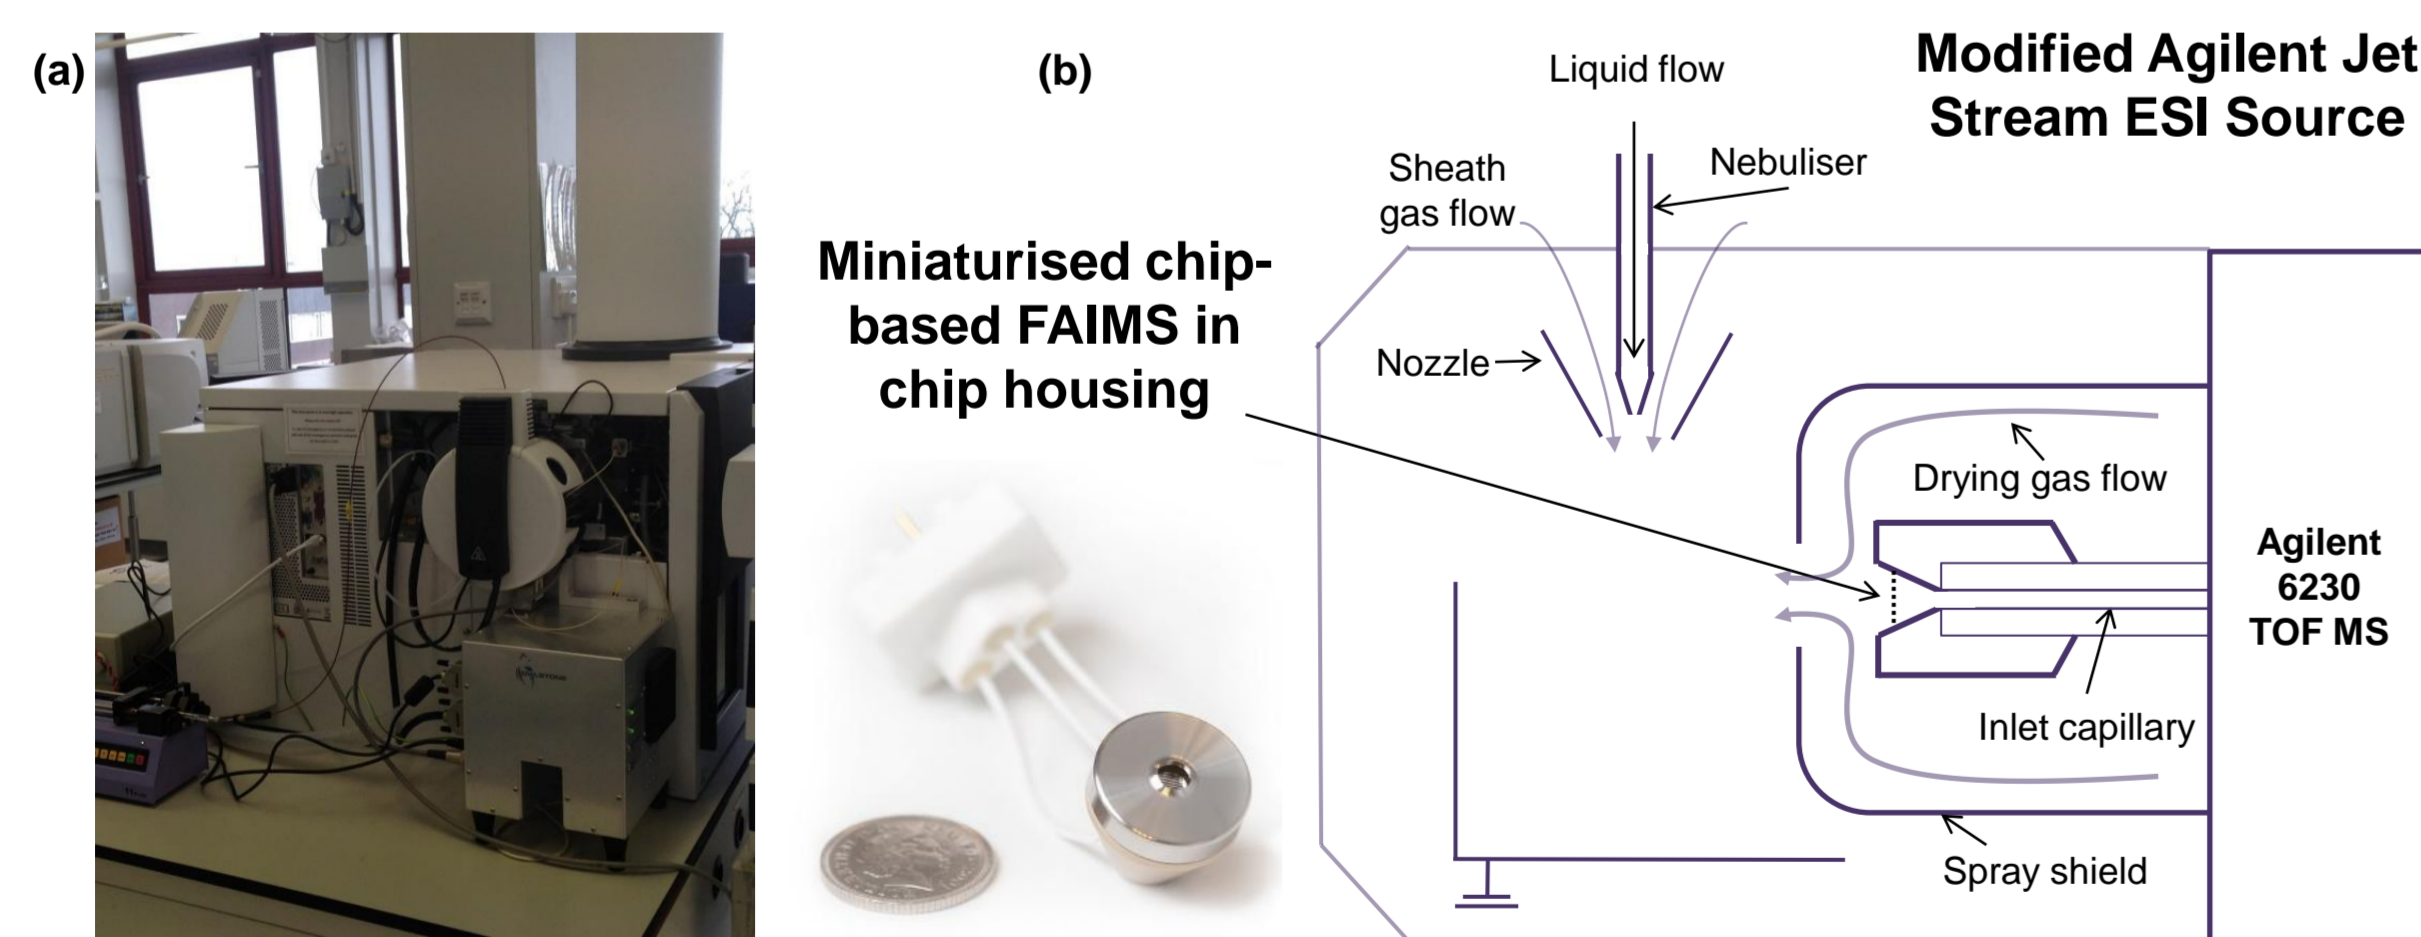 (a)
(b)
Miniaturised chip-
based FAIMS in
chip housing
Liquid flow
Modified Agilent Jet
Stream ESI Source
Sheath
gas flow
Nebuliser
Nozzle
Drying gas flow
Agilent
6230
TOF MS
Inlet capillary
Spray shield